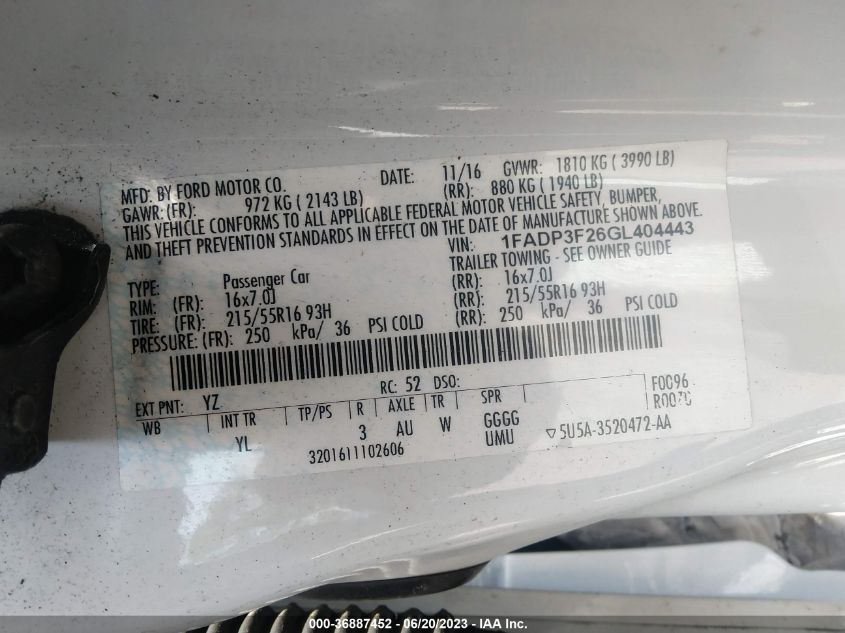 MFD. BY FORD MOTOR CO. DATE: 11/16 GVWR: 1810 KG ( 3990 LB)
GAWR: (FR): 972 KG ( 2143 LB) (RR): 880 KG ( 1940 LB)
THIS VEHICLE CONFORMS TO ALL APPLICABLE FEDERAL MOTOR VEHICLE SAFETY, BUMPER,
AND THEFT PREVENTION STANDARDS IN EFFECT ON THE DATE OF MANUFACTURE SHOWN ABOVE.
VIN: 1FADP3F26GL404443
TRAILER TOWING - SEE OWNER GUIDE
TYPE: Passenger Car
RIM: (FR): 16x7.0J (RR): 16x7.0J
TIRE: (FR): 215/55R16 93H (RR): 215/55R16 93H
PRESSURE: (FR): 250 kPa/ 36 PSI COLD (RR): 250 kPa/ 36 PSI COLD
RC: 52 DSO:
EXT PNT: YZ F0096
WB INT TR TP/PS R AXLE TR SPR
YL 3 AU W GGGG
UMU
3201611102606
▽5U5A-3520472-AA
000-36887452 - 06/20/2023 - IAA Inc.